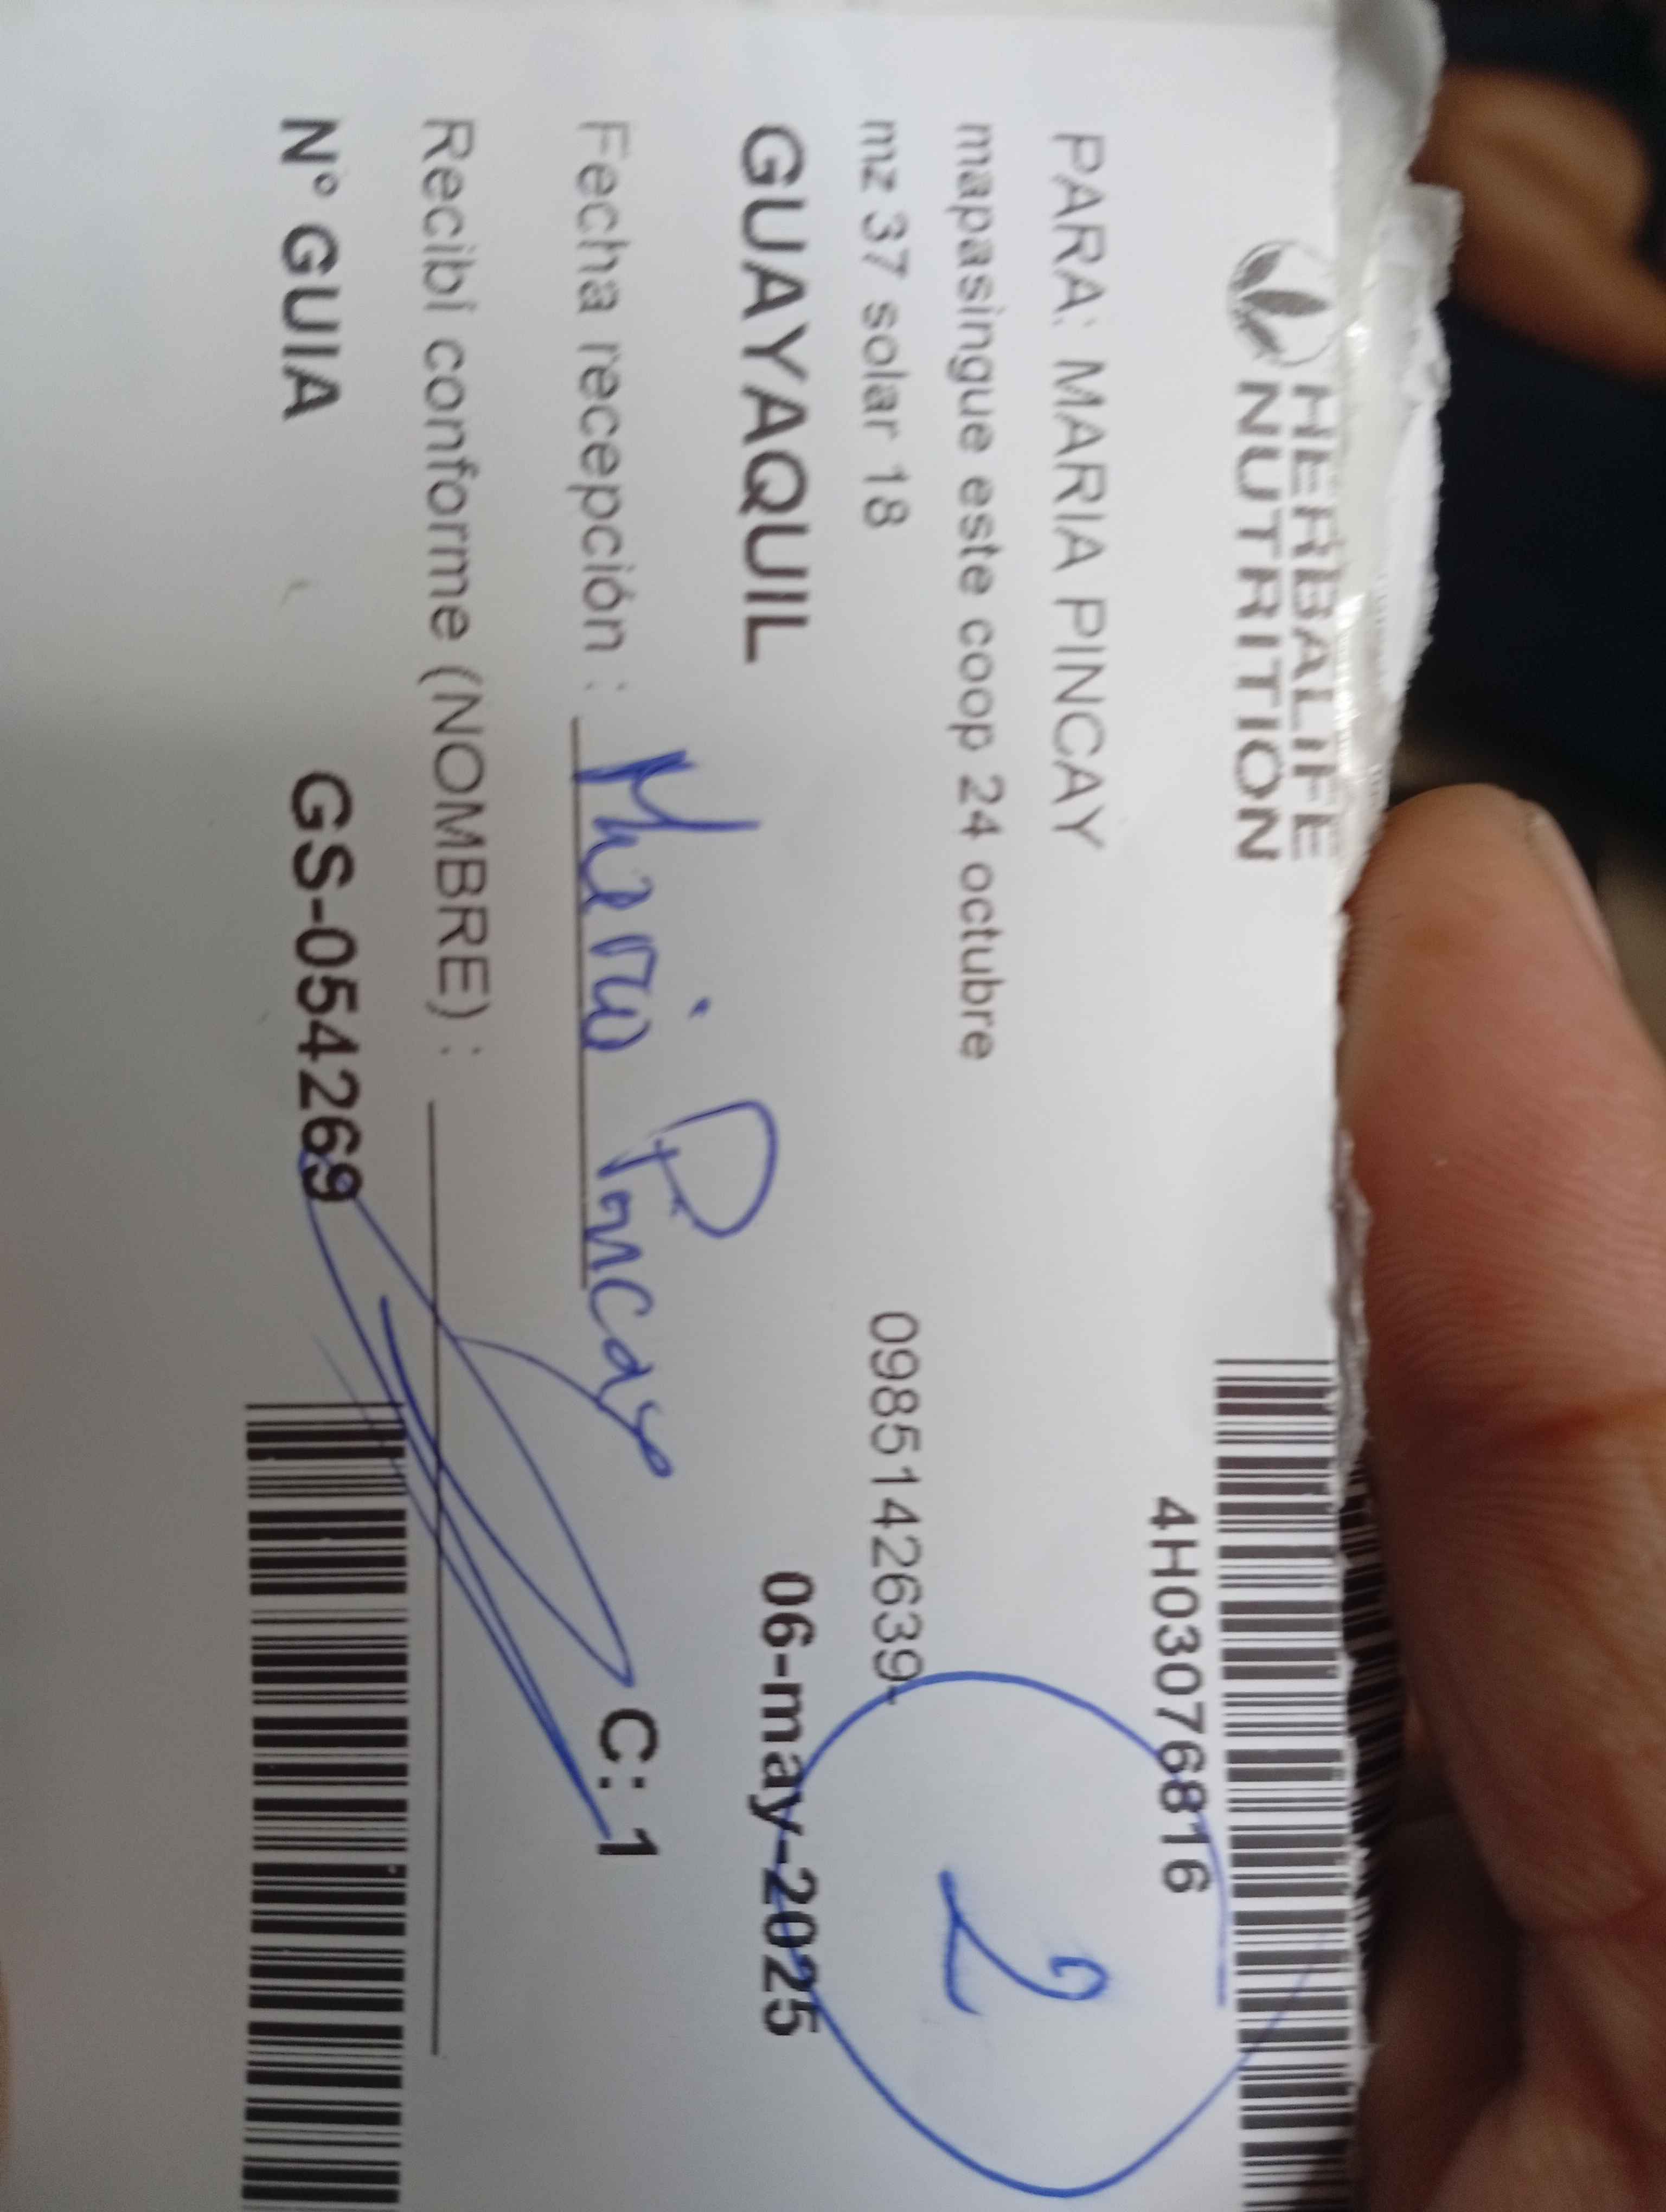 HERBALIFE
NUTRITION
4H03076816
PARA: MARIA PINCAY
mapasingue este coop 24 octubre
mz 37 solar 18 0985142639-
2
GUAYAQUIL 06-may-2025
Fecha recepción : Maria Pincay C: 1
Recibí conforme (NOMBRE) :
N° GUIA GS-054269